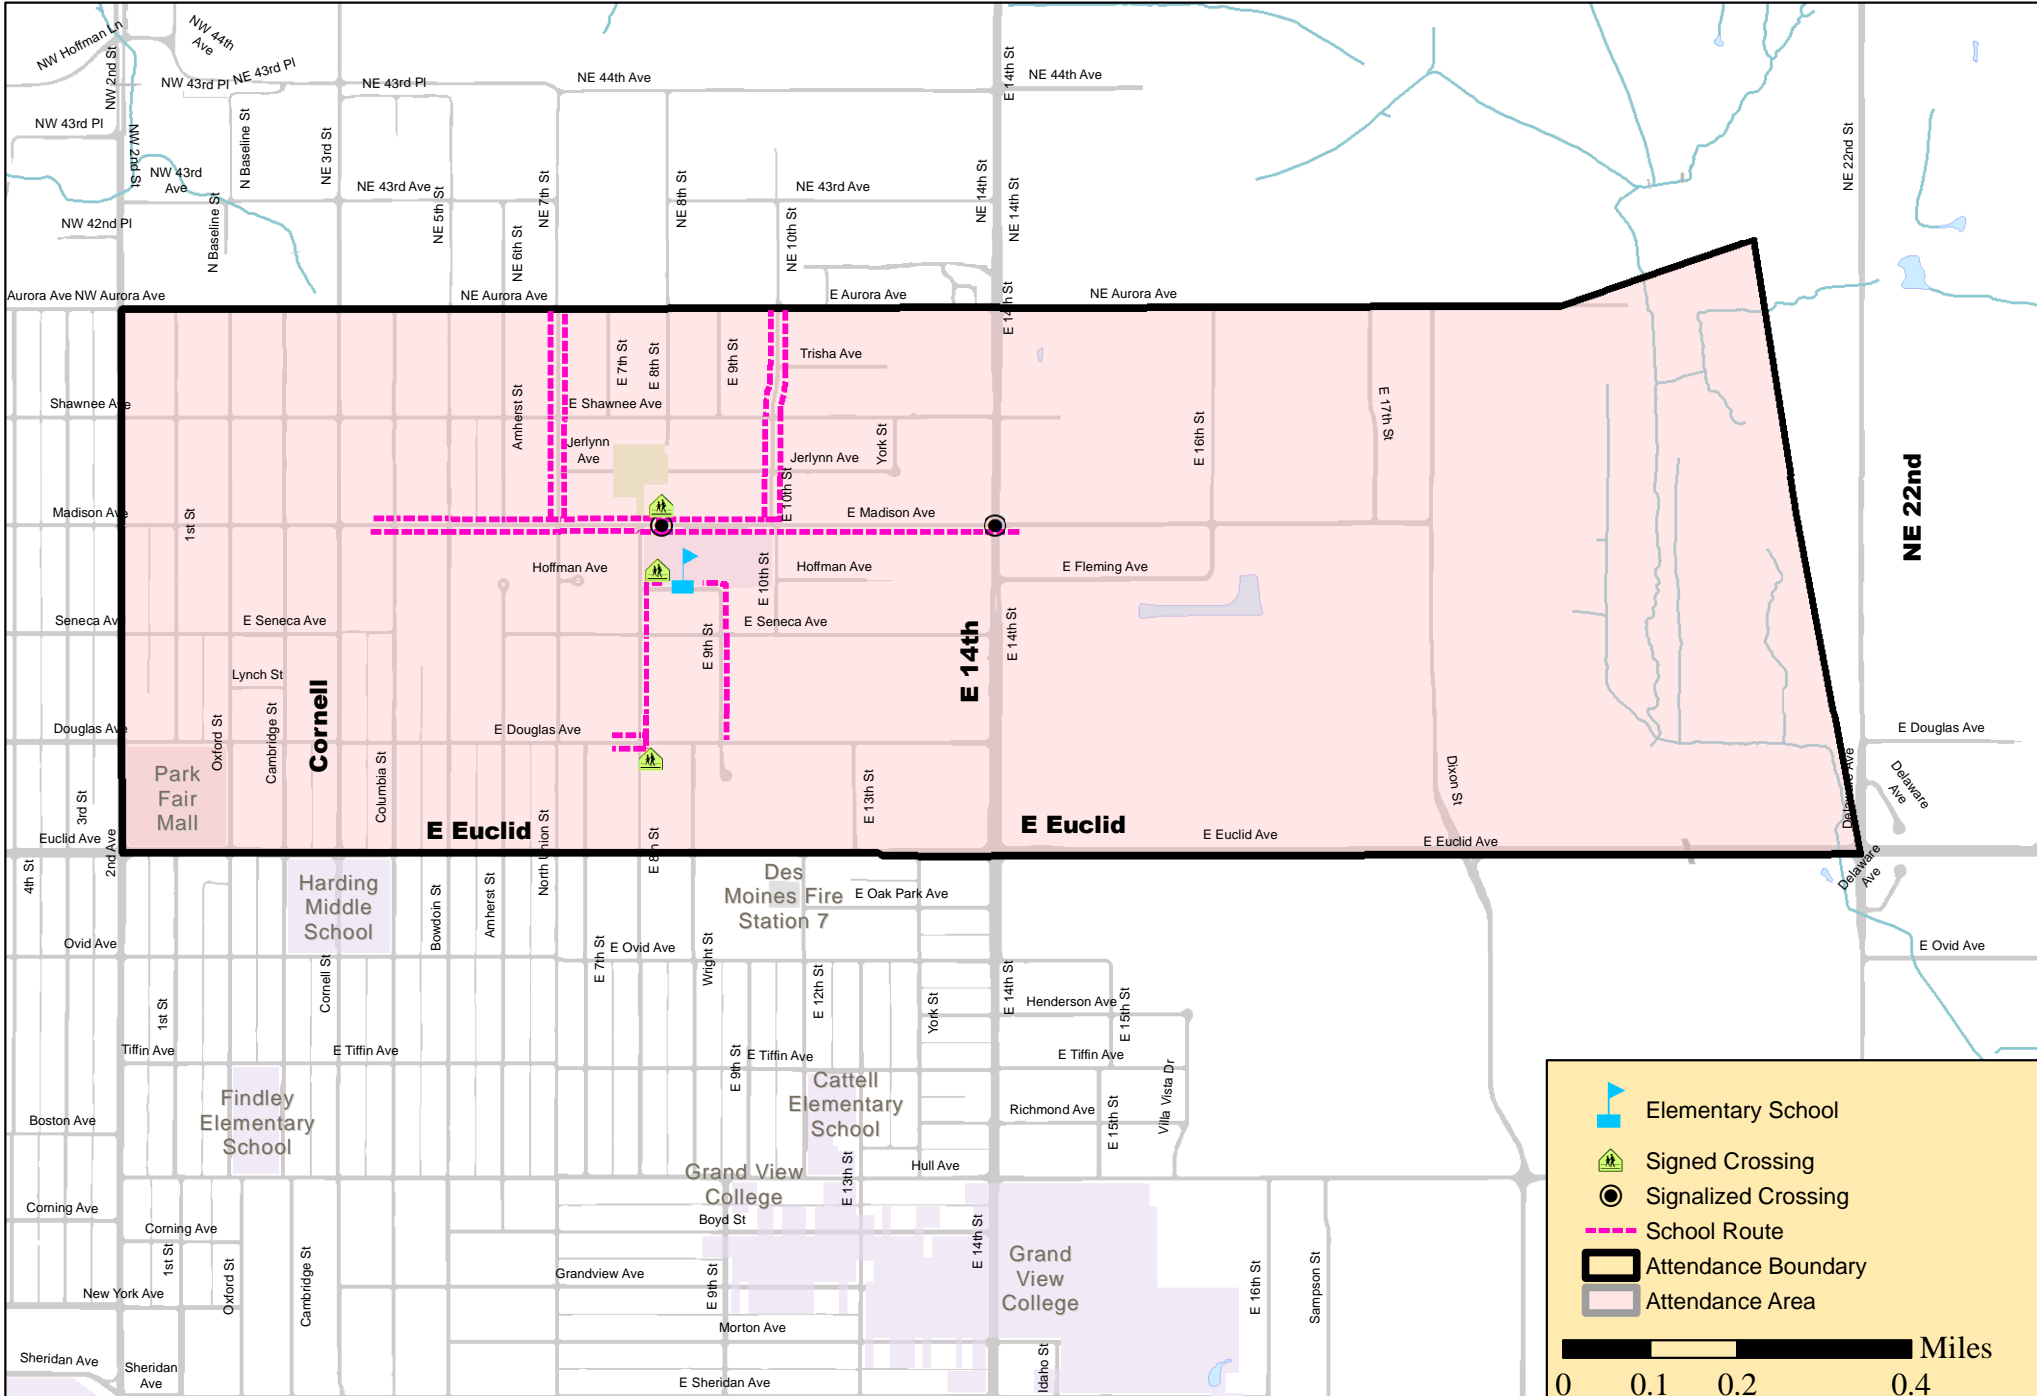 NW Hoffman Ln
NW 44th
Ave
NW 2nd St
NW 43rd Pl
NE 43rd Pl
NE 43rd Pl
NE 44th Ave
E 14th St
NE 44th Ave
NW 43rd Pl
NW 2nd St
NW 43rd
Ave
N Baseline St
NE 3rd St
NE 43rd Ave
NE 5th St
NE 7th St
NE 8th St
NE 43rd Ave
NE 14th St
NE 14th St
NE 22nd St
NW 42nd Pl
N Baseline St
NE 6th St
NE 10th St
Aurora Ave
NW Aurora Ave
NE Aurora Ave
E Aurora Ave
E 14th St
NE Aurora Ave
E 7th St
E 8th St
E 9th St
Trisha Ave
Shawnee Ave
Amherst St
E Shawnee Ave
E 16th St
E 17th St
Jerlynn
Ave
Jerlynn Ave
York St
Madison Ave
1st St
E 10th St
E Madison Ave
NE 22nd
Hoffman Ave
E 10th St
Hoffman Ave
E Fleming Ave
Seneca Ave
E Seneca Ave
E 9th St
E Seneca Ave
E 14th
E 14th St
Lynch St
Cornell
Douglas Ave
Oxford St
Cambridge St
E Douglas Ave
E Douglas Ave
Park
Fair
Mall
Columbia St
E 13th St
Dixon St
Delaware Ave
Delaware
Ave
3rd St
Euclid Ave
2nd Ave
E Euclid
North Union St
E 8th St
E Euclid
E Euclid Ave
E Euclid Ave
Delaware
Ave
4th St
Harding
Middle
School
Bowdoin St
Amherst St
Des
Moines Fire
Station 7
E Oak Park Ave
Ovid Ave
E 7th St
E Ovid Ave
Wright St
E Ovid Ave
1st St
Cornell St
E 12th St
York St
E 14th St
Henderson Ave
E 15th St
Tiffin Ave
E Tiffin Ave
E 9th St
E Tiffin Ave
E Tiffin Ave
Villa Vista Dr
Findley
Elementary
School
Cattell
Elementary
School
Boston Ave
Richmond Ave
E 15th St
Hull Ave
Grand View
College
E 13th St
Corning Ave
Corning Ave
Boyd St
E 14th St
Grand
View
College
1st St
Oxford St
Cambridge St
Grandview Ave
E 9th St
E 16th St
Sampson St
New York Ave
Morton Ave
Sheridan Ave
Sheridan
Ave
E Sheridan Ave
Idaho St
Elementary School
Signed Crossing
Signalized Crossing
School Route
Attendance Boundary
Attendance Area
Miles
0 0.1 0.2 0.4